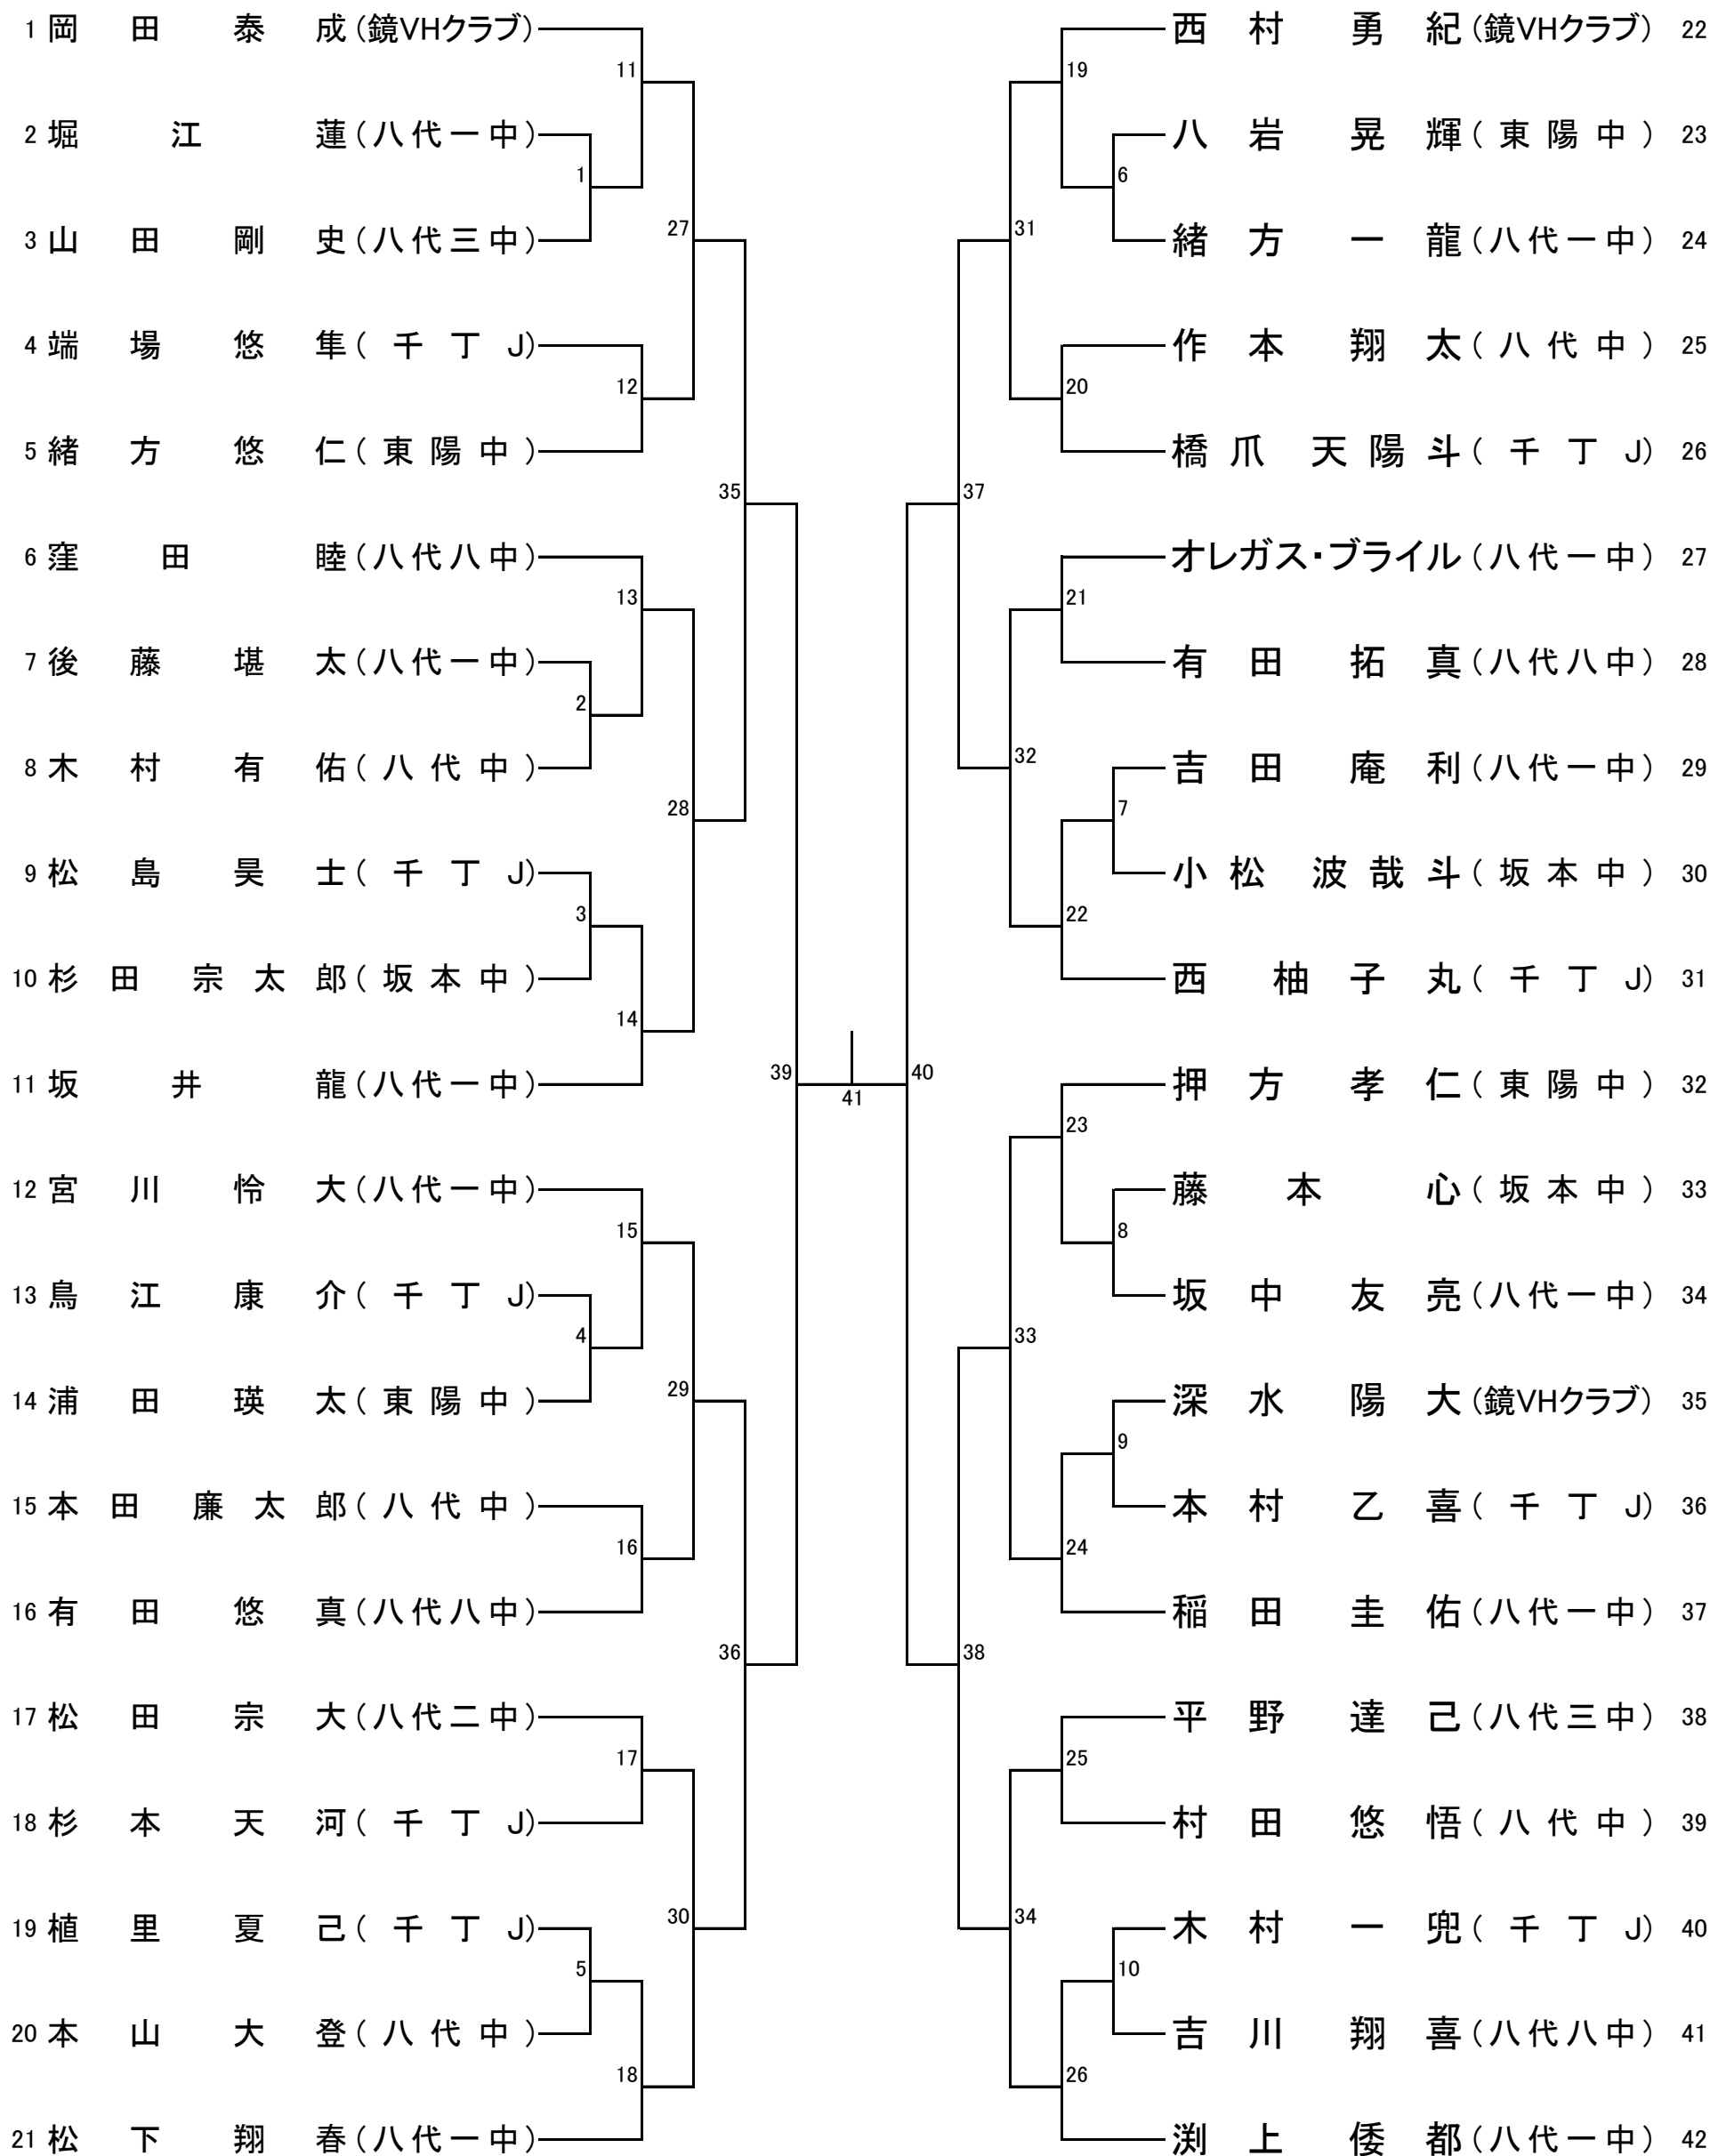 1 岡田泰成(鏡VHクラブ)
11
2 堀江蓮(八代一中)
1
3 山田剛史(八代三中)
27
4 端場悠隼(千丁J)
12
5 緒方悠仁(東陽中)
35
6 窪田睦(八代八中)
13
7 後藤堪太(八代一中)
2
8 木村有佑(八代中)
28
9 松島昊士(千丁J)
3
10 杉田宗太郎(坂本中)
14
11 坂井龍(八代一中)
39
12 宮川怜大(八代一中)
15
13 鳥江康介(千丁J)
4
14 浦田瑛太(東陽中)
29
15 本田廉太郎(八代中)
16
16 有田悠真(八代八中)
36
17 松田宗大(八代二中)
17
18 杉本天河(千丁J)
19 植里夏己(千丁J)
30
5
20 本山大登(八代中)
18
21 松下翔春(八代一中)
41
西村勇紀(鏡VHクラブ) 22
19
八岩晃輝(東陽中) 23
6
緒方一龍(八代一中) 24
31
作本翔太(八代中) 25
20
橋爪天陽斗(千丁J) 26
37
オレガス・ブライル(八代一中) 27
21
有田拓真(八代八中) 28
32
吉田庵利(八代一中) 29
7
小松波哉斗(坂本中) 30
22
西柚子丸(千丁J) 31
40
押方孝仁(東陽中) 32
23
藤本心(坂本中) 33
8
坂中友亮(八代一中) 34
33
深水陽大(鏡VHクラブ) 35
9
本村乙喜(千丁J) 36
24
稲田圭佑(八代一中) 37
38
平野達己(八代三中) 38
25
村田悠悟(八代中) 39
34
木村一兜(千丁J) 40
10
吉川翔喜(八代八中) 41
26
渕上倭都(八代一中) 42